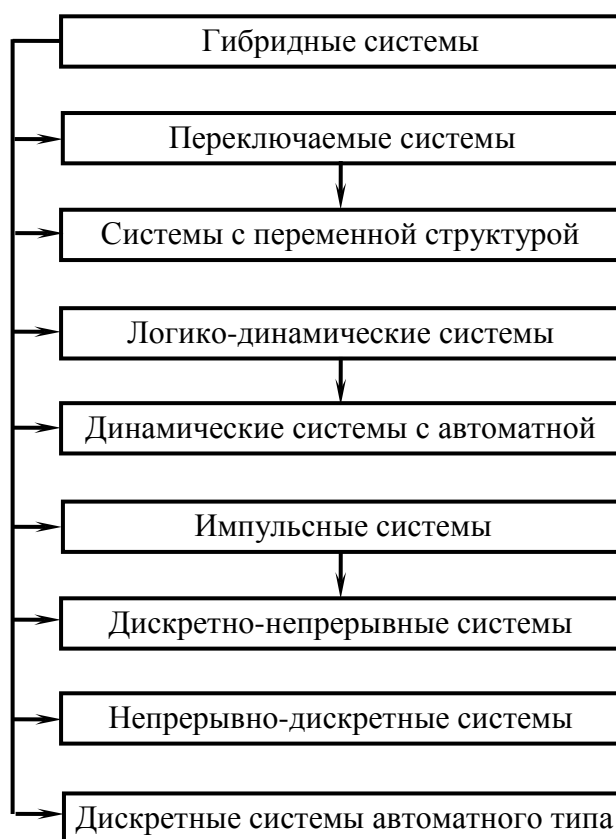 Гибридные системы
Переключаемые системы
Системы с переменной структурой
Логико-динамические системы
Динамические системы с автоматной
Импульсные системы
Дискретно-непрерывные системы
Непрерывно-дискретные системы
Дискретные системы автоматного типа